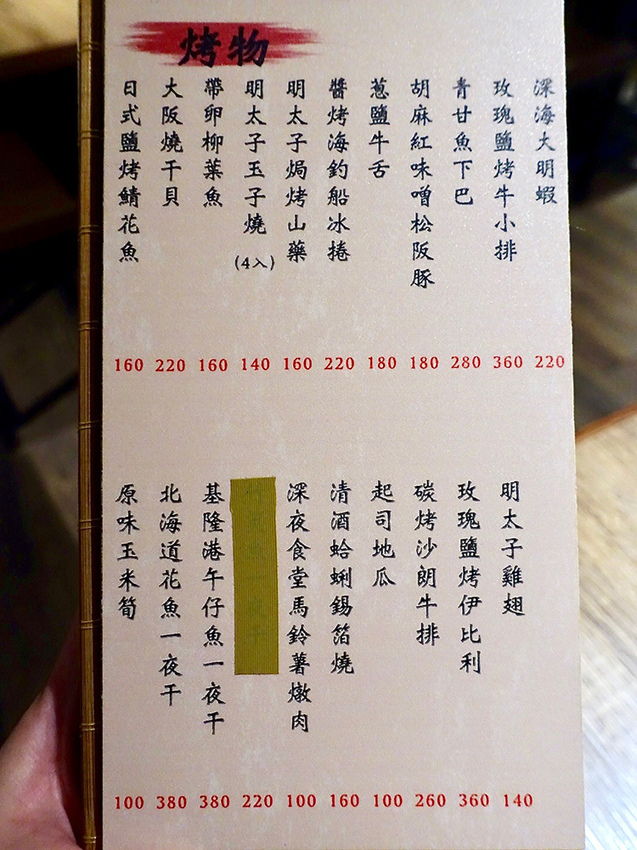 烤物
日式鹽烤鯖花魚
大阪燒干貝
帶卵柳葉魚
明太子玉子燒(4入)
明太子焗烤山藥
醬烤海釣船冰捲
蔥鹽牛舌
胡麻紅味噌松阪豚
青甘魚下巴
玫瑰鹽烤牛小排
深海大明蝦
160 220 160 140 160 220 180 180 280 360 220
原味玉米筍
北海道花魚一夜干
基隆港午仔魚一夜干
深夜食堂馬鈴薯燉肉
清酒蛤蜊錫箔燒
起司地瓜
碳烤沙朗牛排
玫瑰鹽烤伊比利
明太子雞翅
100 380 380 220 100 160 100 260 360 140